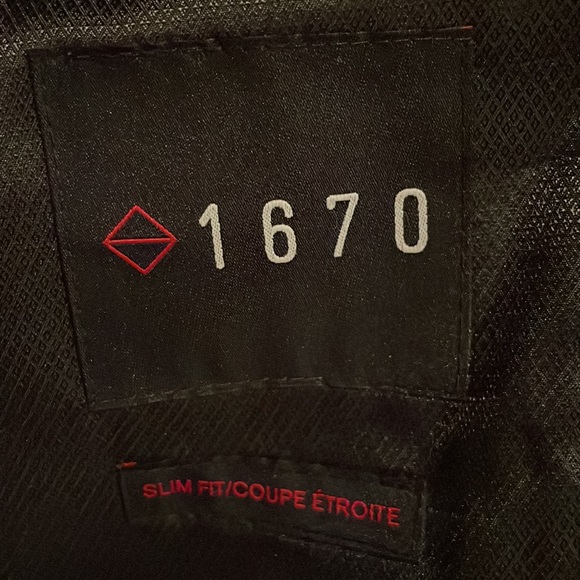 1670
SLIM FIT/COUPE ÉTROITE